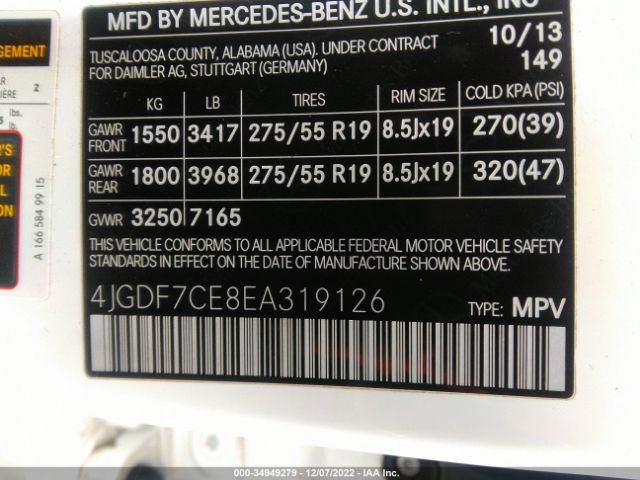 MFD BY MERCEDES-BENZ U.S. INTL., INC
TUSCALOOSA COUNTY, ALABAMA (USA). UNDER CONTRACT
FOR DAIMLER AG, STUTTGART (GERMANY)
10/13
149
KG LB TIRES RIM SIZE COLD KPA (PSI)
GAWR FRONT 1550 3417 275/55 R19 8.5Jx19 270(39)
GAWR REAR 1800 3968 275/55 R19 8.5Jx19 320(47)
GVWR 3250 7165
THIS VEHICLE CONFORMS TO ALL APPLICABLE FEDERAL MOTOR VEHICLE SAFETY
STANDARDS IN EFFECT ON THE DATE OF MANUFACTURE SHOWN ABOVE.
4JGDF7CE8EA319126 TYPE: MPV
A 166 584 99 15
2
lbs.
lb.
000-34949279 - 12/07/2022 - IAA Inc.